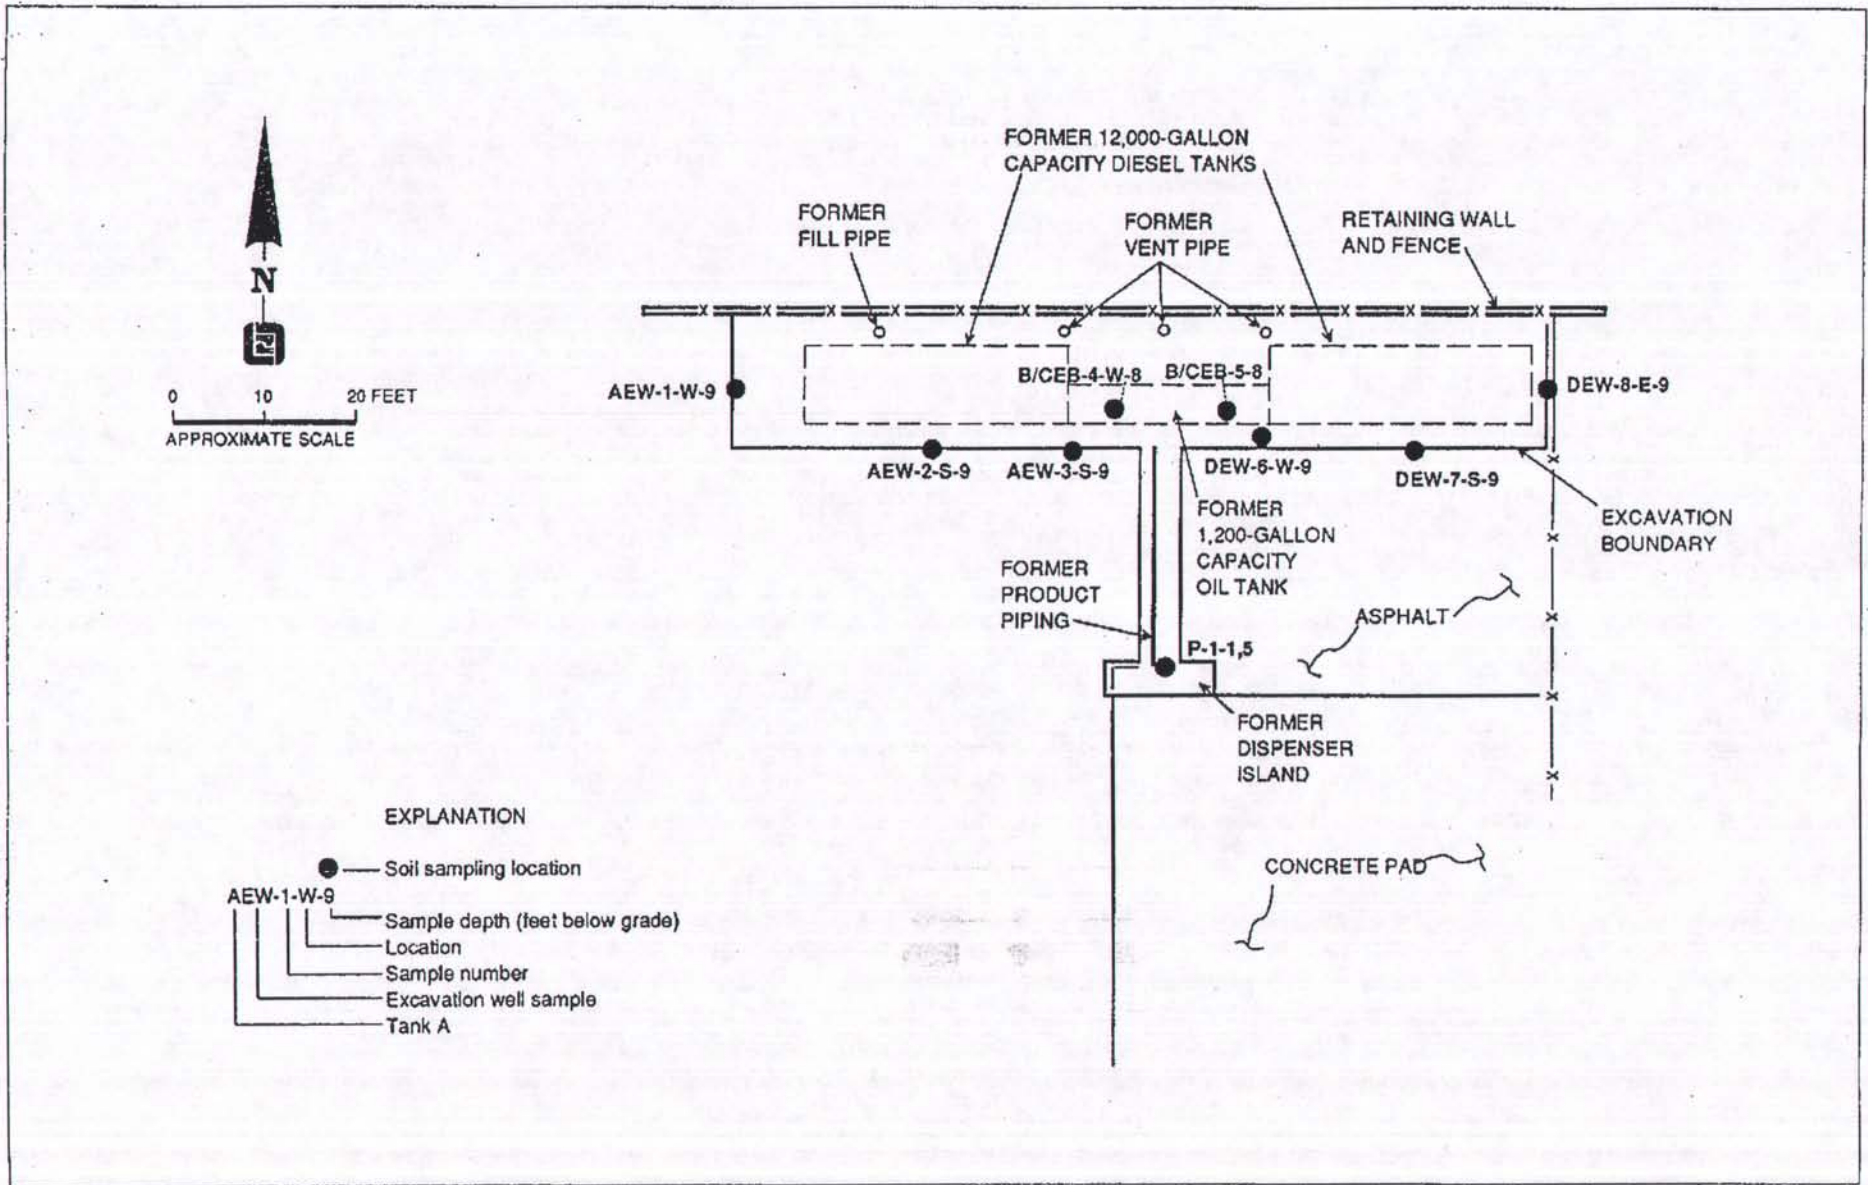 FORMER 12,000-GALLON
CAPACITY DIESEL TANKS
FORMER
FILL PIPE
FORMER
VENT PIPE
RETAINING WALL
AND FENCE
N
0 10 20 FEET
APPROXIMATE SCALE
AEW-1-W-9
B/CEB-4-W-8
B/CEB-5-8
DEW-8-E-9
AEW-2-S-9
AEW-3-S-9
DEW-6-W-9
DEW-7-S-9
FORMER
1,200-GALLON
CAPACITY
OIL TANK
EXCAVATION
BOUNDARY
FORMER
PRODUCT
PIPING
ASPHALT
P-1-1,5
FORMER
DISPENSER
ISLAND
CONCRETE PAD
EXPLANATION
Soil sampling location
AEW-1-W-9
Sample depth (feet below grade)
Location
Sample number
Excavation well sample
Tank A